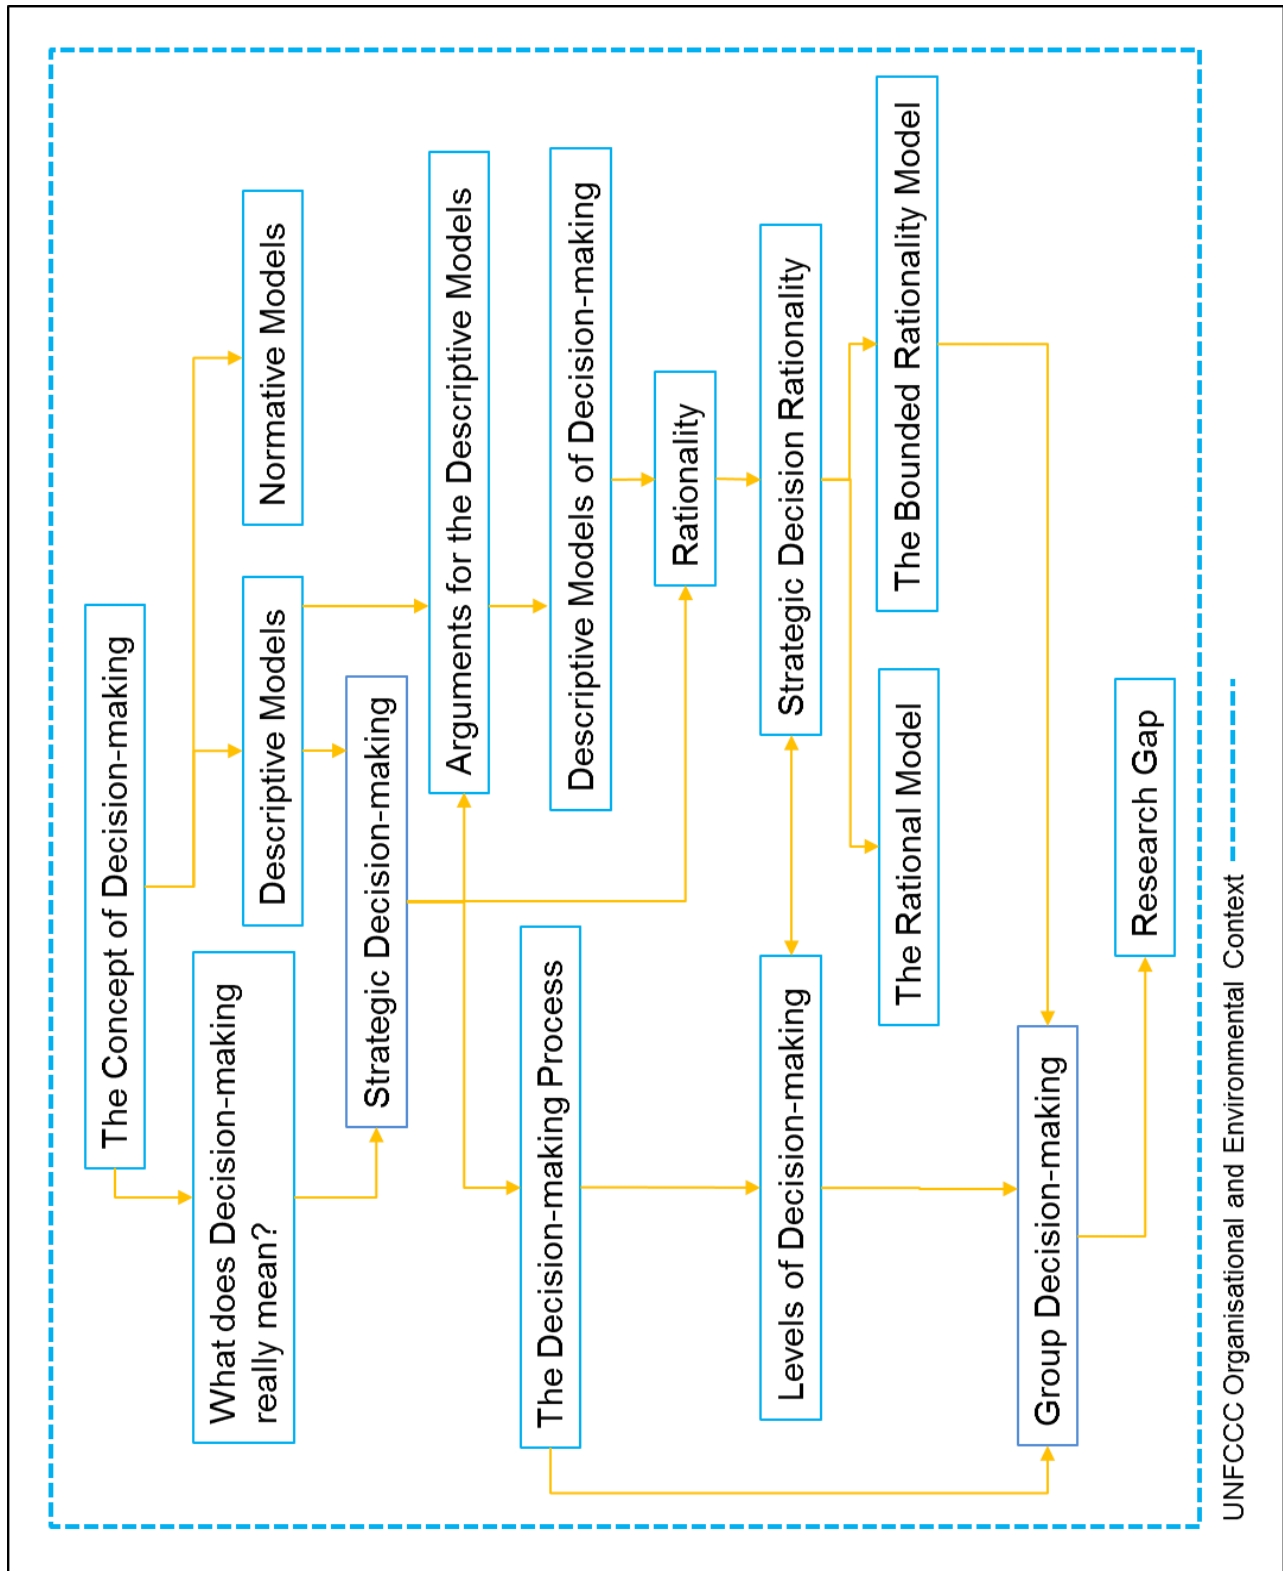 The Concept of Decision-making
What does Decision-making
really mean?
Descriptive Models
Normative Models
Strategic Decision-making
Arguments for the Descriptive Models
The Decision-making Process
Descriptive Models of Decision-making
Rationality
Levels of Decision-making
Strategic Decision Rationality
The Rational Model
The Bounded Rationality Model
Group Decision-making
Research Gap
UNFCCC Organisational and Environmental Context